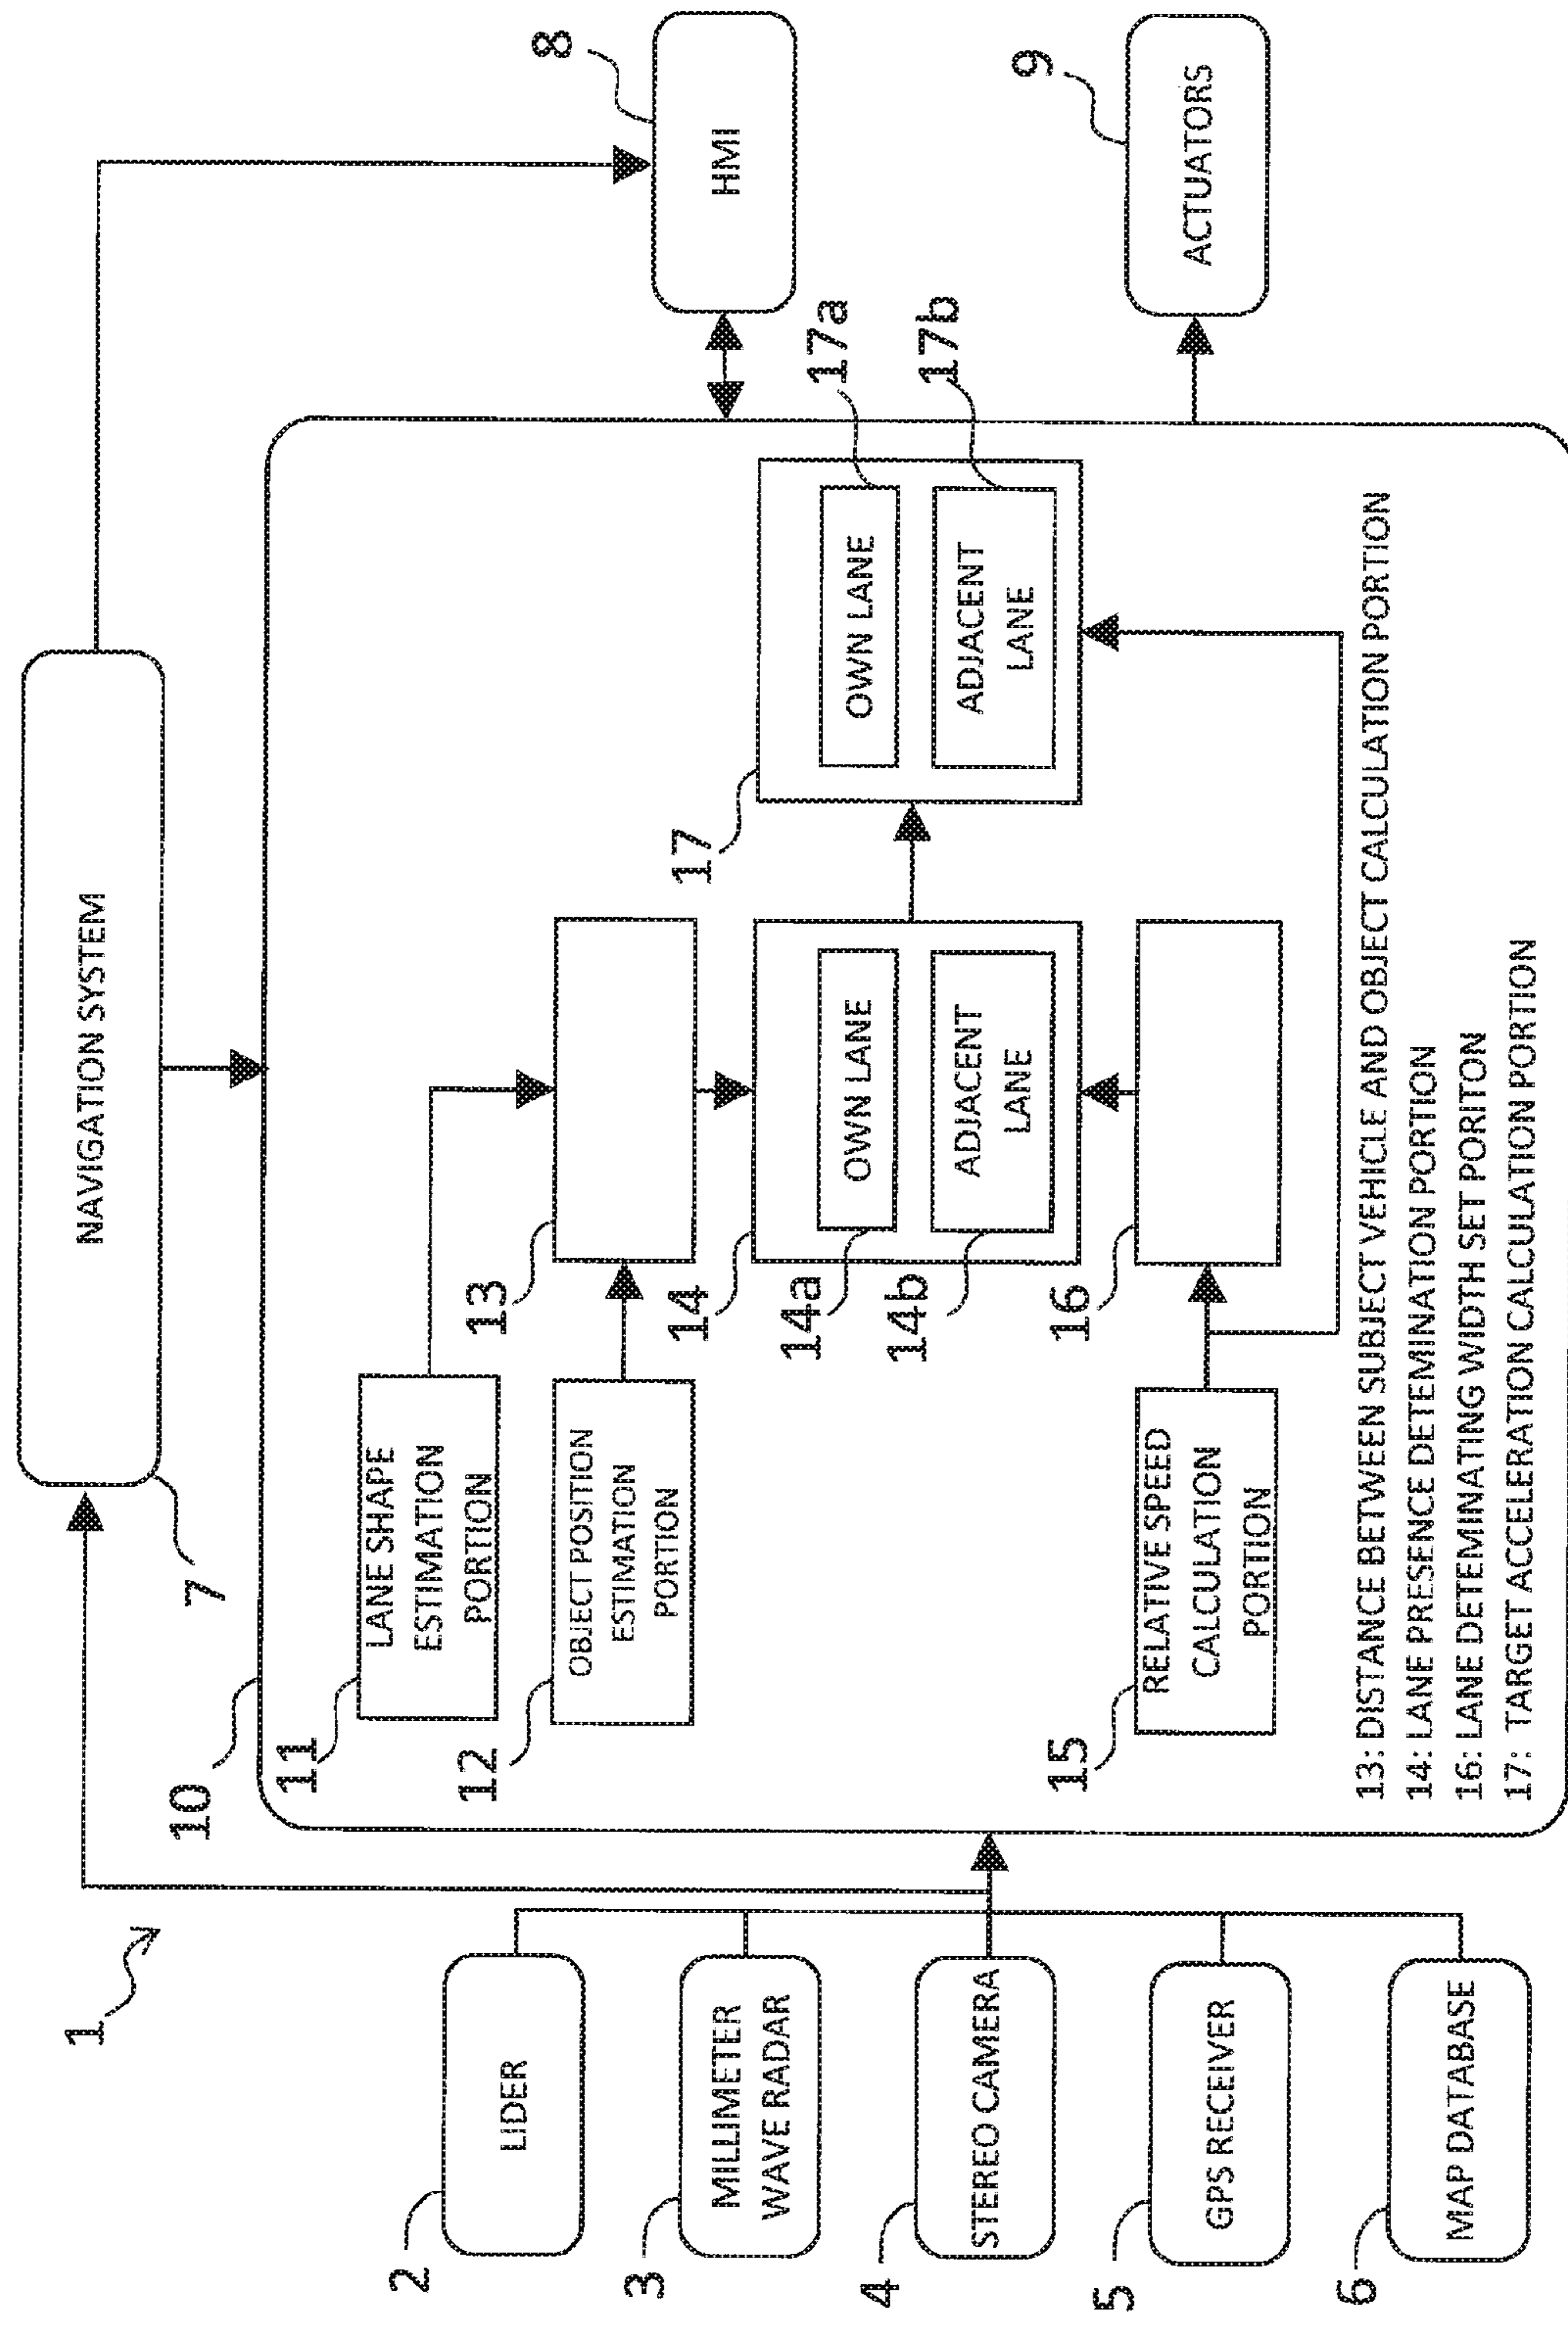 1
NAVIGATION SYSTEM
7
10
2
LIDER
3
MILLIMETER
WAVE RADAR
4
STEREO CAMERA
5
GPS RECEIVER
6
MAP DATABASE
11
LANE SHAPE
ESTIMATION
PORTION
12
OBJECT POSITION
ESTIMATION
PORTION
13
14
14a
OWN LANE
14b
ADJACENT
LANE
15
RELATIVE SPEED
CALCULATION
PORTION
16
17
17a
OWN LANE
17b
ADJACENT
LANE
8
HMI
9
ACTUATORS
13: DISTANCE BETWEEN SUBJECT VEHICLE AND OBJECT CALCULATION PORTION
14: LANE PRESENCE DETEMINATION PORTION
16: LANE DETEMINATING WIDTH SET PORITON
17: TARGET ACCELERATION CALCULATION PORTION